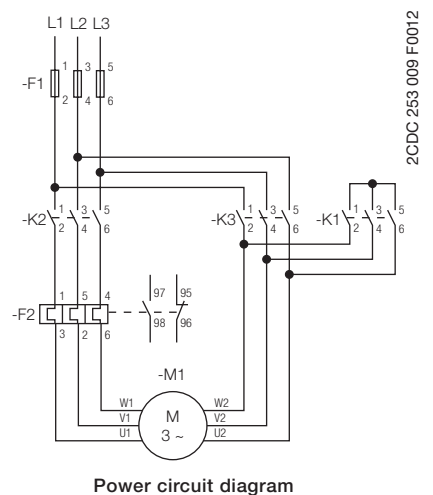 L1 L2 L3
2CDC 253 009 F0012
1 3 5
-F1
2 4 6
-K2 1 3 5
2 4 6
-K3 1 3 5
2 4 6
-K1 1 3 5
2 4 6
1 5 4
97 95
-F2
98 96
3 2 6
-M1
W1 W2
V1 M V2
U1 3 ~ U2
Power circuit diagram